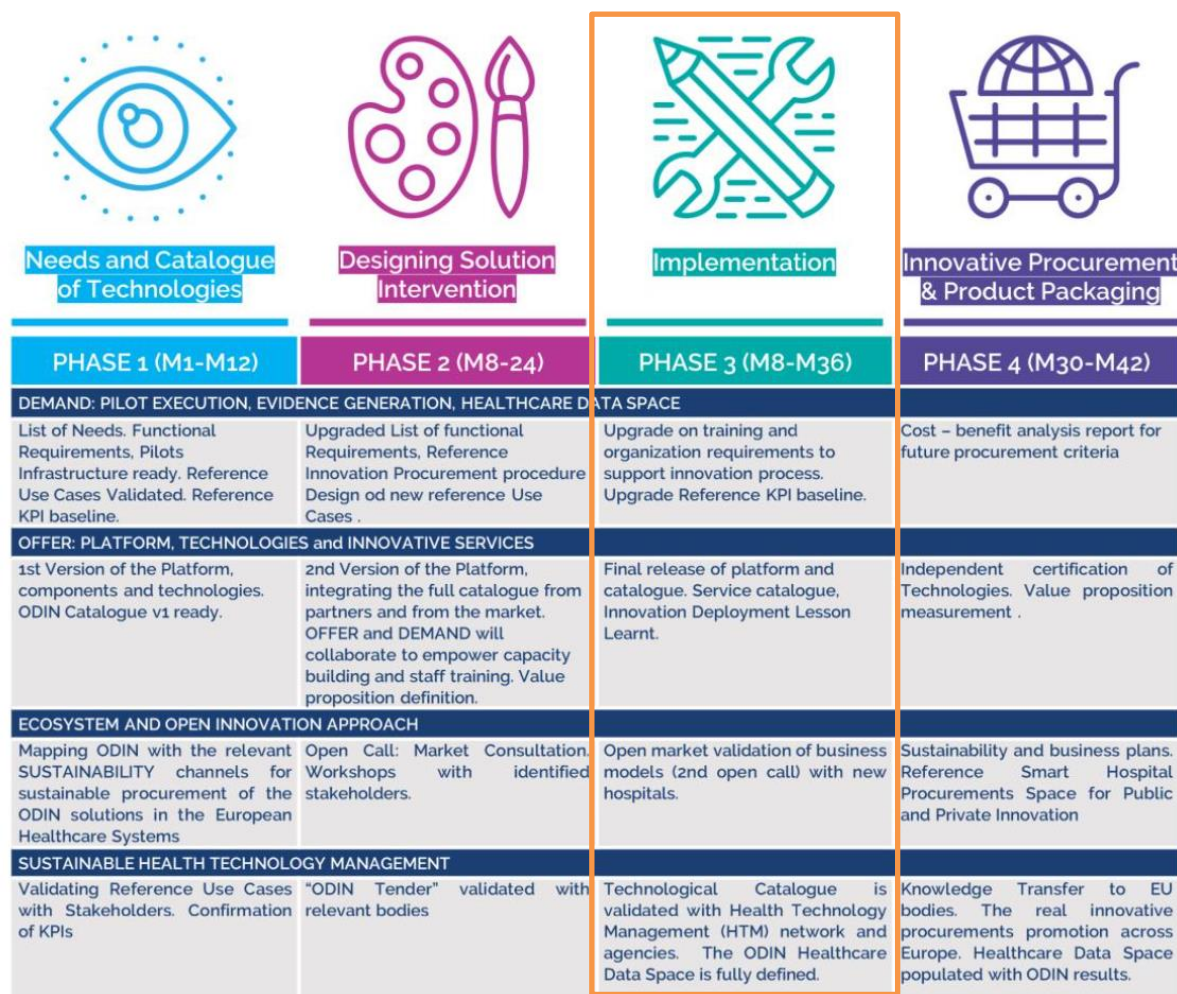 Needs and Catalogue
of Technologies
Designing Solution
Intervention
Implementation
Innovative Procurement
& Product Packaging
PHASE 1 (M1-M12)
PHASE 2 (M8-24)
PHASE 3 (M8-M36)
PHASE 4 (M30-M42)
DEMAND: PILOT EXECUTION, EVIDENCE GENERATION, HEALTHCARE DATA SPACE
List of Needs. Functional
Requirements, Pilots
Infrastructure ready. Reference
Use Cases Validated. Reference
KPI baseline.
Upgraded List of functional
Requirements, Reference
Innovation Procurement procedure
Design od new reference Use
Cases .
Upgrade on training and
organization requirements to
support innovation process.
Upgrade Reference KPI baseline.
Cost – benefit analysis report for
future procurement criteria
OFFER: PLATFORM, TECHNOLOGIES and INNOVATIVE SERVICES
1st Version of the Platform,
components and technologies.
ODIN Catalogue v1 ready.
2nd Version of the Platform,
integrating the full catalogue from
partners and from the market.
OFFER and DEMAND will
collaborate to empower capacity
building and staff training. Value
proposition definition.
Final release of platform and
catalogue. Service catalogue,
Innovation Deployment Lesson
Learnt.
Independent certification of
Technologies. Value proposition
measurement .
ECOSYSTEM AND OPEN INNOVATION APPROACH
Mapping ODIN with the relevant
SUSTAINABILITY channels for
sustainable procurement of the
ODIN solutions in the European
Healthcare Systems
Open Call: Market Consultation.
Workshops with identified
stakeholders.
Open market validation of business
models (2nd open call) with new
hospitals.
Sustainability and business plans.
Reference Smart Hospital
Procurements Space for Public
and Private Innovation
SUSTAINABLE HEALTH TECHNOLOGY MANAGEMENT
Validating Reference Use Cases
with Stakeholders. Confirmation
of KPIs
“ODIN Tender” validated with
relevant bodies
Technological Catalogue is
validated with Health Technology
Management (HTM) network and
agencies. The ODIN Healthcare
Data Space is fully defined.
Knowledge Transfer to EU
bodies. The real innovative
procurements promotion across
Europe. Healthcare Data Space
populated with ODIN results.